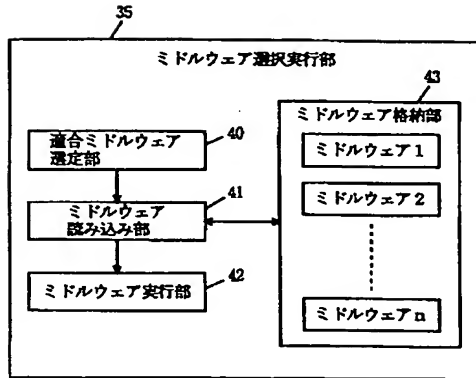 35
ミドルウェア選択実行部
43
ミドルウェア格納部
適合ミドルウェア
選定部
40
ミドルウェア1
ミドルウェア
読み込み部
41
ミドルウェア2
ミドルウェア実行部
42
ミドルウェアn